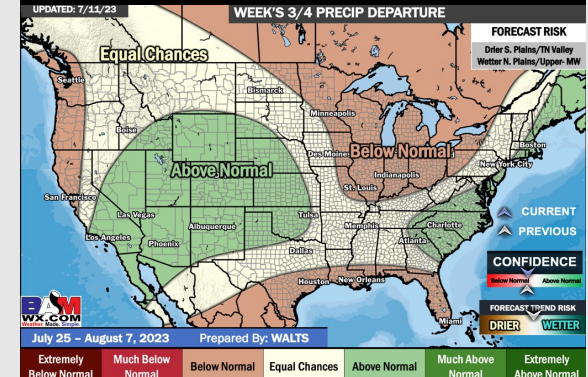 UPDATED: 7/11/23
WEEK'S 3/4 PRECIP DEPARTURE
FORECAST RISK
Drier S. Plains/TN Valley
Wetter N. Plains/Upper- MW
Equal Chances
Seattle
Bismarck
Minneapolis
Boise
Boston
Des Moine
Below Normal
New York City
Above Normal
Indianapolis
St. Louis
San Francisco
Las Vegas
Tulsa
Charlotte
CURRENT
Albuquerque
Memphis
PREVIOUS
Los Angeles
Phoenix
Atlanta
Dallas
CONFIDENCE
Below Normal
Above Normal
Houston
New Orleans
BAM
WX.COM
Weather. Made. Simple.
Miami
FORECAST TREND RISK
DRIER
WETTER
July 25 – August 7, 2023
Prepared By: WALTS
Extremely
Below Normal
Much Below
Normal
Below Normal
Equal Chances
Above Normal
Much Above
Normal
Extremely
Above Normal